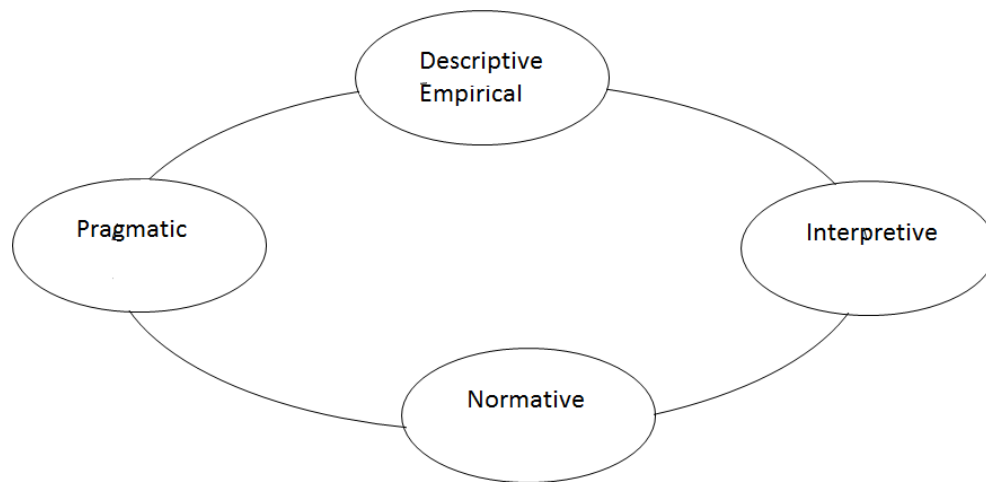 Descriptive
Empirical
Pragmatic
Interpretive
Normative